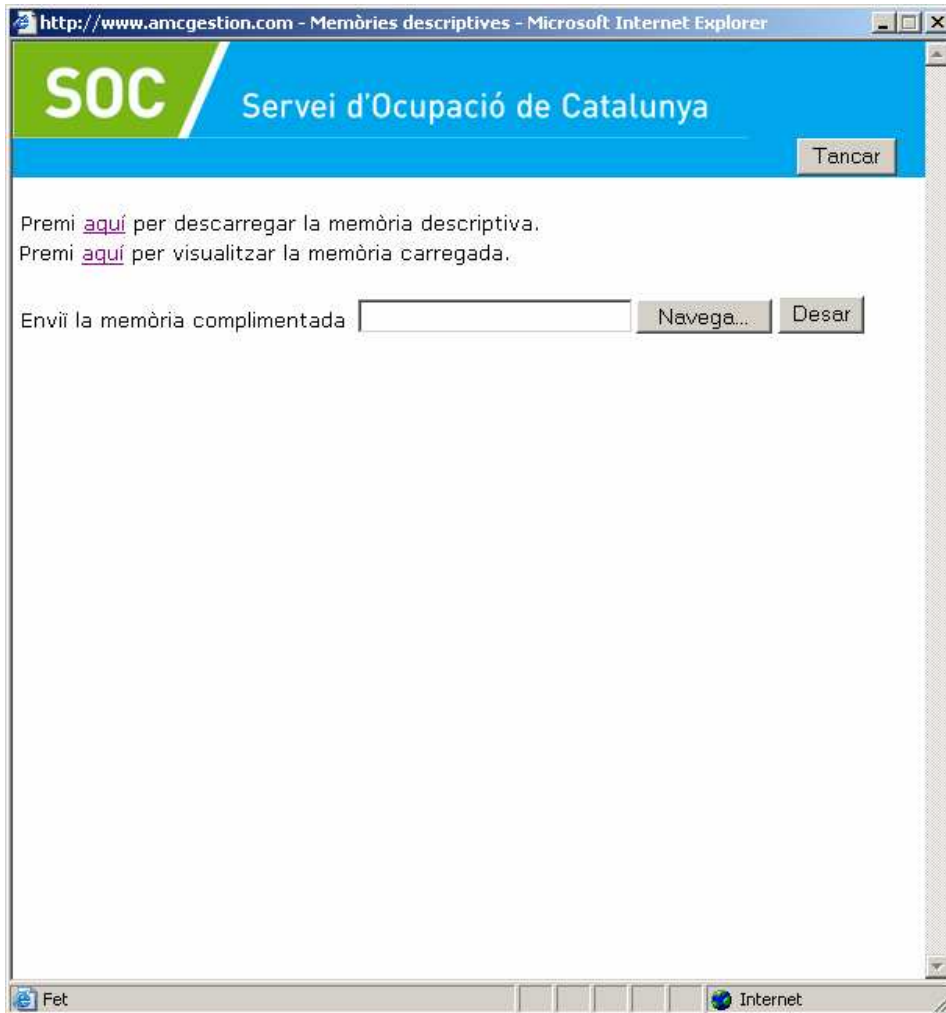 http://www.amcgestion.com - Memòries descriptives - Microsoft Internet Explorer
SOC
Servei d'Ocupació de Catalunya
Tancar
Premi aquí per descarregar la memòria descriptiva.
Premi aquí per visualitzar la memòria carregada.
Enviï la memòria complimentada Navega... Desar
Fet Internet